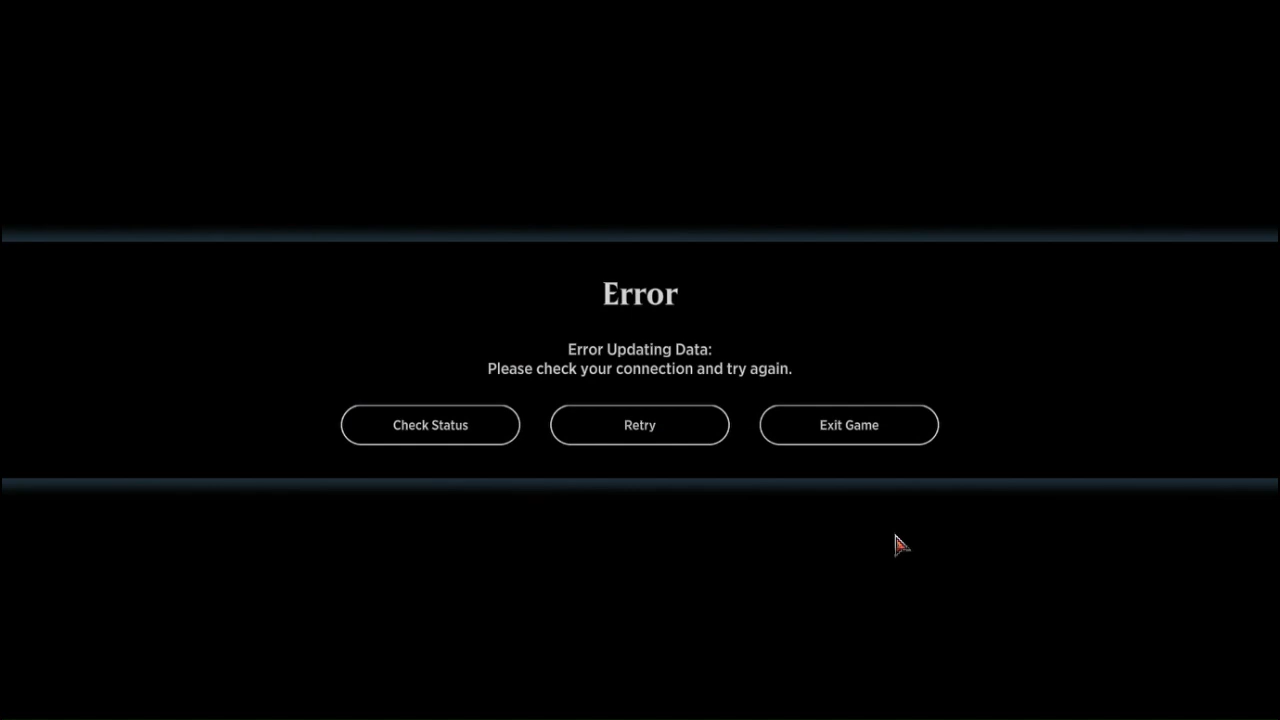 Error
Error Updating Data:
Please check your connection and try again.
Check Status
Retry
Exit Game